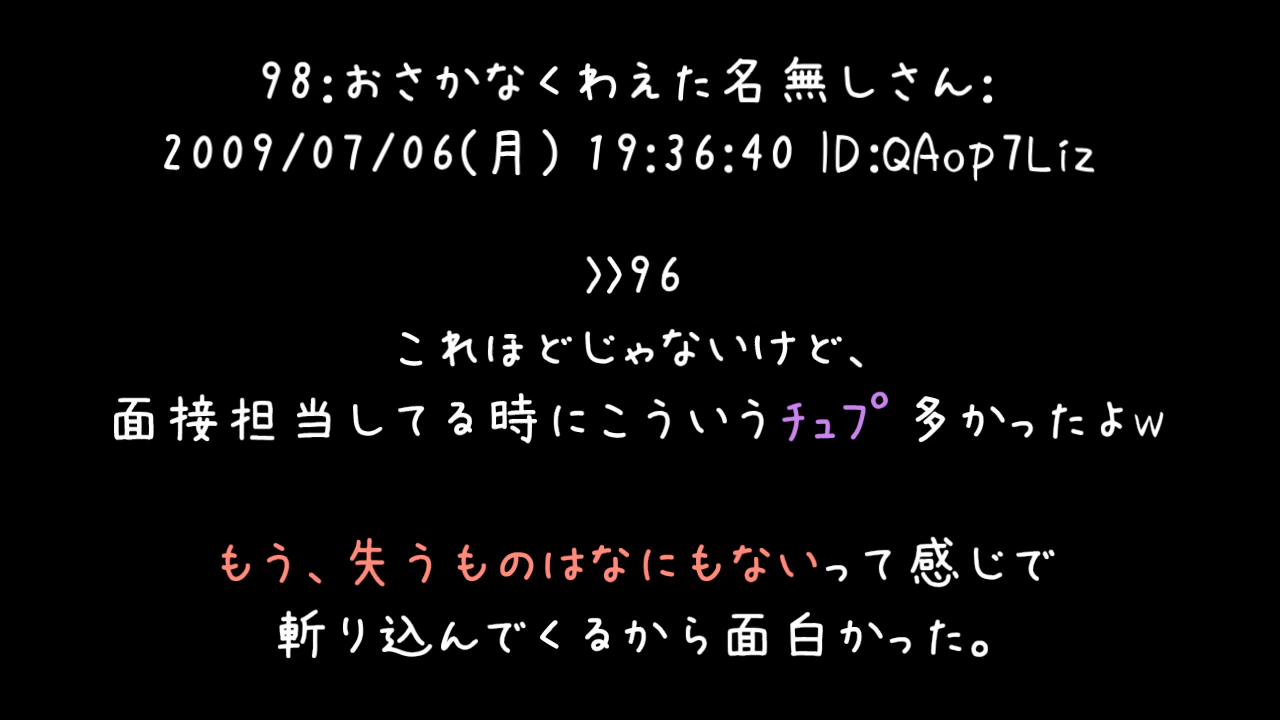 98:おさかなくわえた名無しさん:
2009/07/06(月) 19:36:40 ID:QAop7Liz
>>96
これほどじゃないけど、
面接担当してる時にこういうﾁｭﾌﾟ多かったよw
もう、失うものはなにもないって感じで
斬り込んでくるから面白かった。